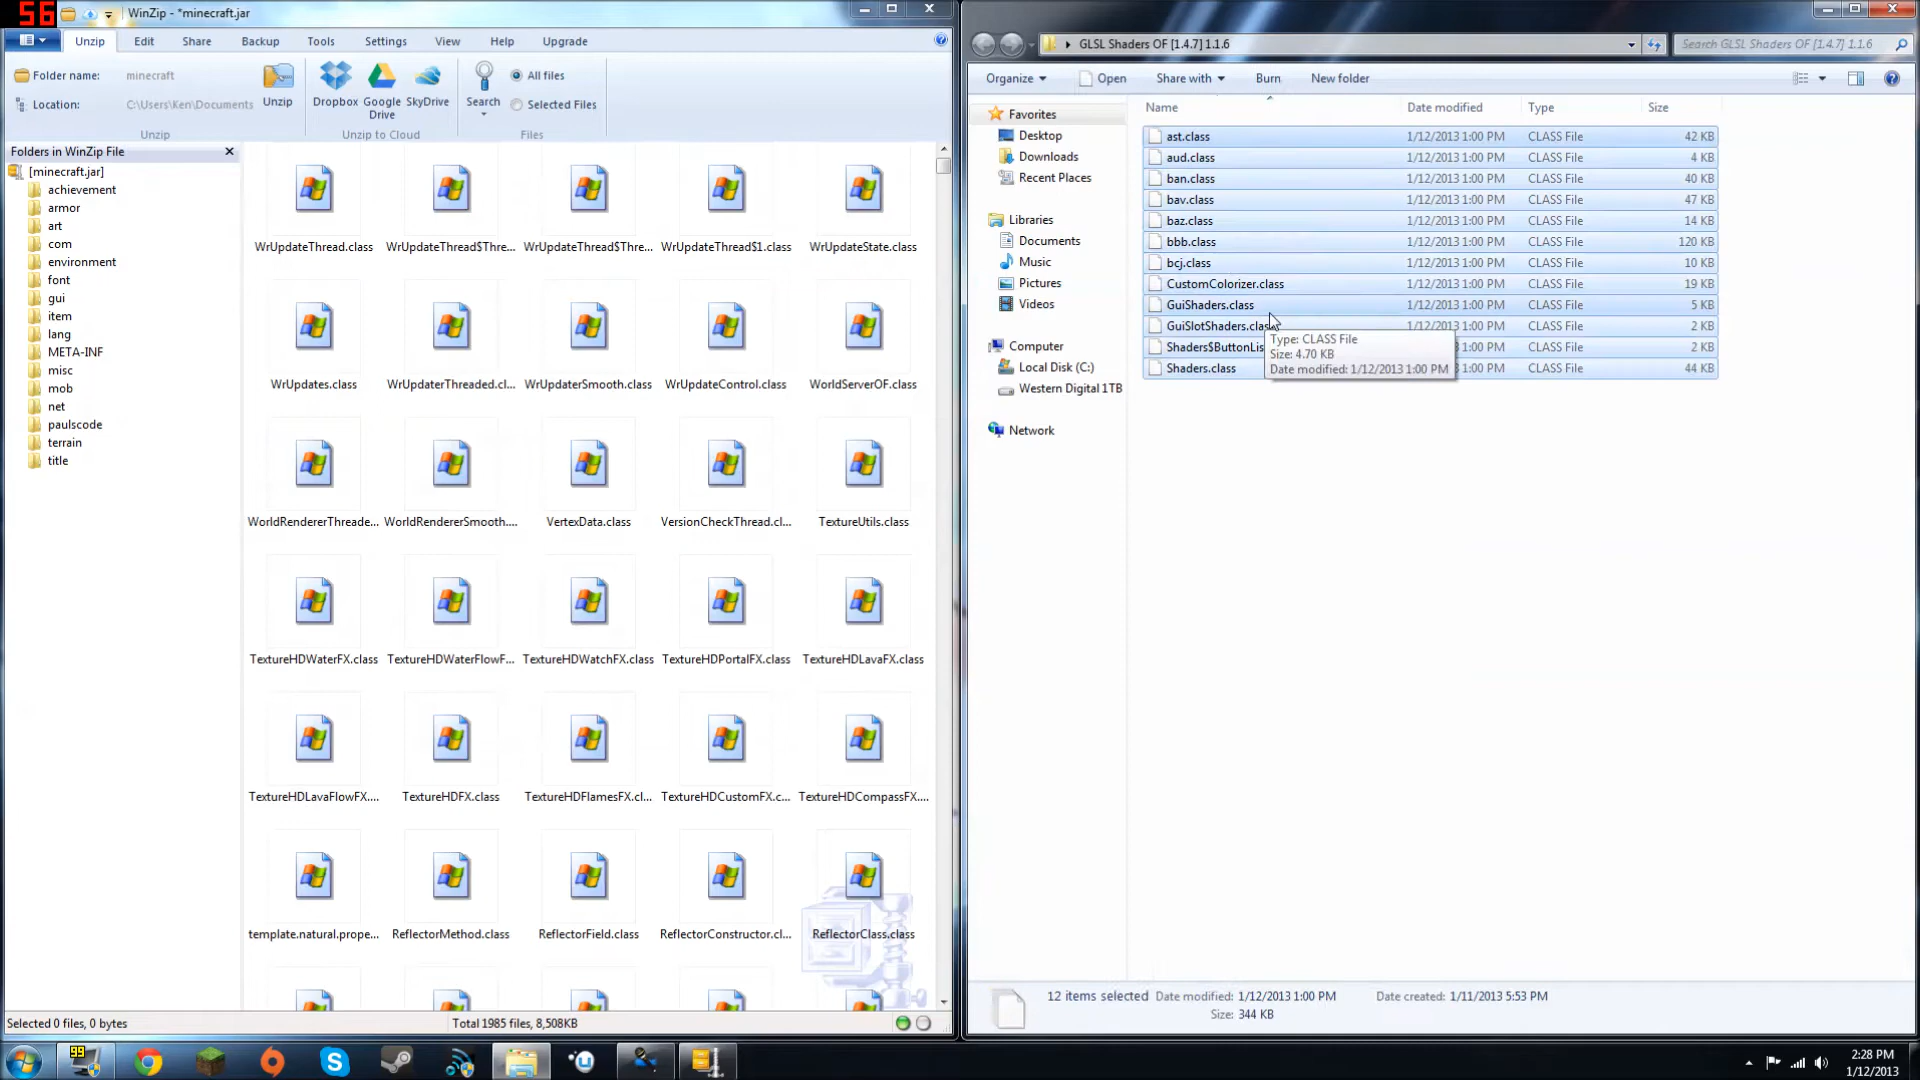 56
WinZip - *minecraft.jar
Unzip Edit Share Backup Tools Settings View Help Upgrade
Folder name: minecraft
Location: C:\Users\Ken\Documents
Unzip
Dropbox Google Drive SkyDrive
Search
All files
Selected Files
Unzip Unzip to Cloud Files
Folders in WinZip File
[minecraft.jar]
achievement
armor
art
com
environment
font
gui
item
lang
META-INF
misc
mob
net
paulscode
terrain
title
WrUpdateThread.class WrUpdateThread$Thre... WrUpdateThread$Thre... WrUpdateThread$1.class WrUpdateState.class
WrUpdates.class WrUpdaterThreaded.cl... WrUpdaterSmooth.class WrUpdateControl.class WorldServerOF.class
WorldRendererThreade... WorldRendererSmooth.... VertexData.class VersionCheckThread.cl... TextureUtils.class
TextureHDWaterFX.class TextureHDWaterFlowF... TextureHDWatchFX.class TextureHDPortalFX.class TextureHDLavaFX.class
TextureHDLavaFlowFX.... TextureHDFX.class TextureHDFlamesFX.cl... TextureHDCustomFX.c... TextureHDCompassFX....
template.natural.prope... ReflectorMethod.class ReflectorField.class ReflectorConstructor.cl... ReflectorClass.class
Selected 0 files, 0 bytes
Total 1985 files, 8,508KB
GLSL Shaders OF [1.4.7] 1.1.6
Search GLSL Shaders OF [1.4.7] 1.1.6
Organize Open Share with Burn New folder
Favorites
Desktop
Downloads
Recent Places
Libraries
Documents
Music
Pictures
Videos
Computer
Local Disk (C:)
Western Digital 1TB
Network
Name Date modified Type Size
ast.class 1/12/2013 1:00 PM CLASS File 42 KB
aud.class 1/12/2013 1:00 PM CLASS File 4 KB
ban.class 1/12/2013 1:00 PM CLASS File 40 KB
bav.class 1/12/2013 1:00 PM CLASS File 47 KB
baz.class 1/12/2013 1:00 PM CLASS File 14 KB
bbb.class 1/12/2013 1:00 PM CLASS File 120 KB
bcj.class 1/12/2013 1:00 PM CLASS File 10 KB
CustomColorizer.class 1/12/2013 1:00 PM CLASS File 19 KB
GuiShaders.class 1/12/2013 1:00 PM CLASS File 5 KB
GuiSlotShaders.class 1/12/2013 1:00 PM CLASS File 2 KB
Shaders$ButtonLis 1:00 PM CLASS File 2 KB
Shaders.class 1:00 PM CLASS File 44 KB
Type: CLASS File
Size: 4.70 KB
Date modified: 1/12/2013 1:00 PM
12 items selected Date modified: 1/12/2013 1:00 PM Date created: 1/11/2013 5:53 PM
Size: 344 KB
99
2:28 PM
1/12/2013